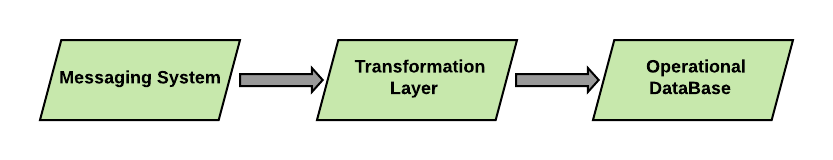 Messaging System
Transformation
Layer
Operational
DataBase